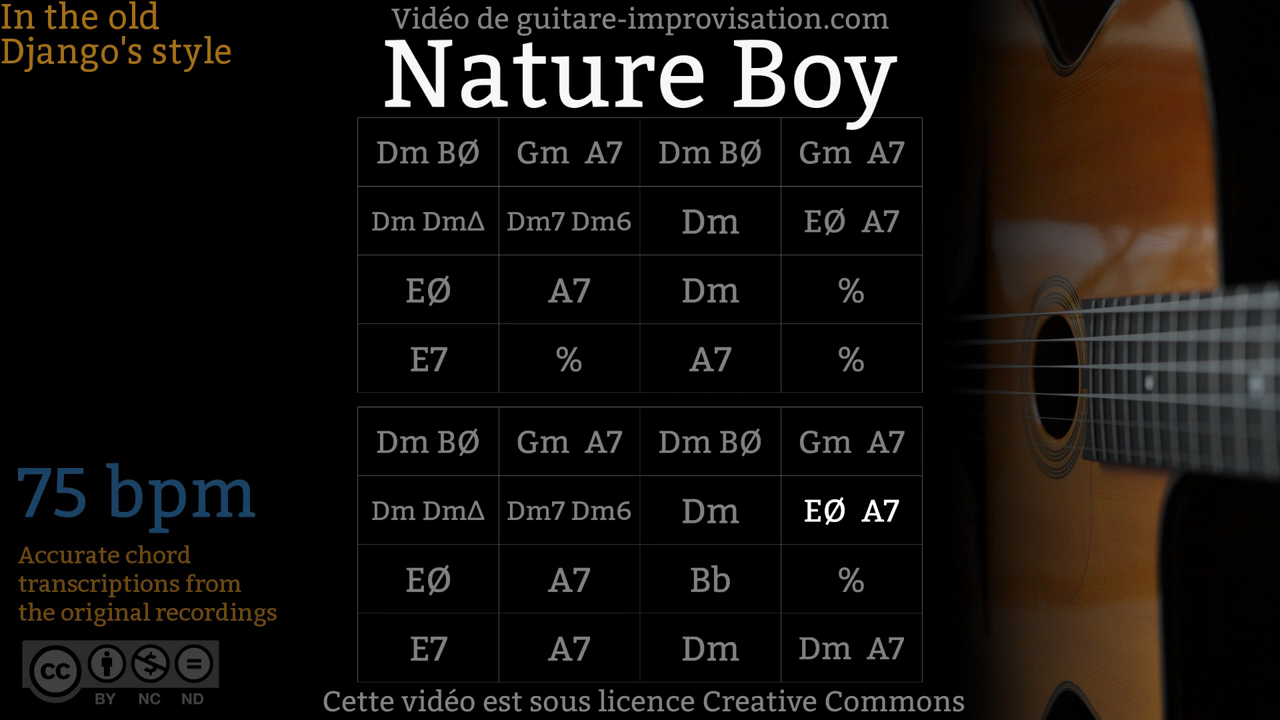 In the old
Django's style
Vidéo de guitare-improvisation.com
Nature Boy
Dm BØ Gm A7 Dm BØ Gm A7
Dm DmΔ Dm7 Dm6 Dm EØ A7
EØ A7 Dm %
E7 % A7 %
Dm BØ Gm A7 Dm BØ Gm A7
Dm DmΔ Dm7 Dm6 Dm EØ A7
EØ A7 Bb %
E7 A7 Dm Dm A7
75 bpm
Accurate chord
transcriptions from
the original recordings
cc
BY NC ND
Cette vidéo est sous licence Creative Commons